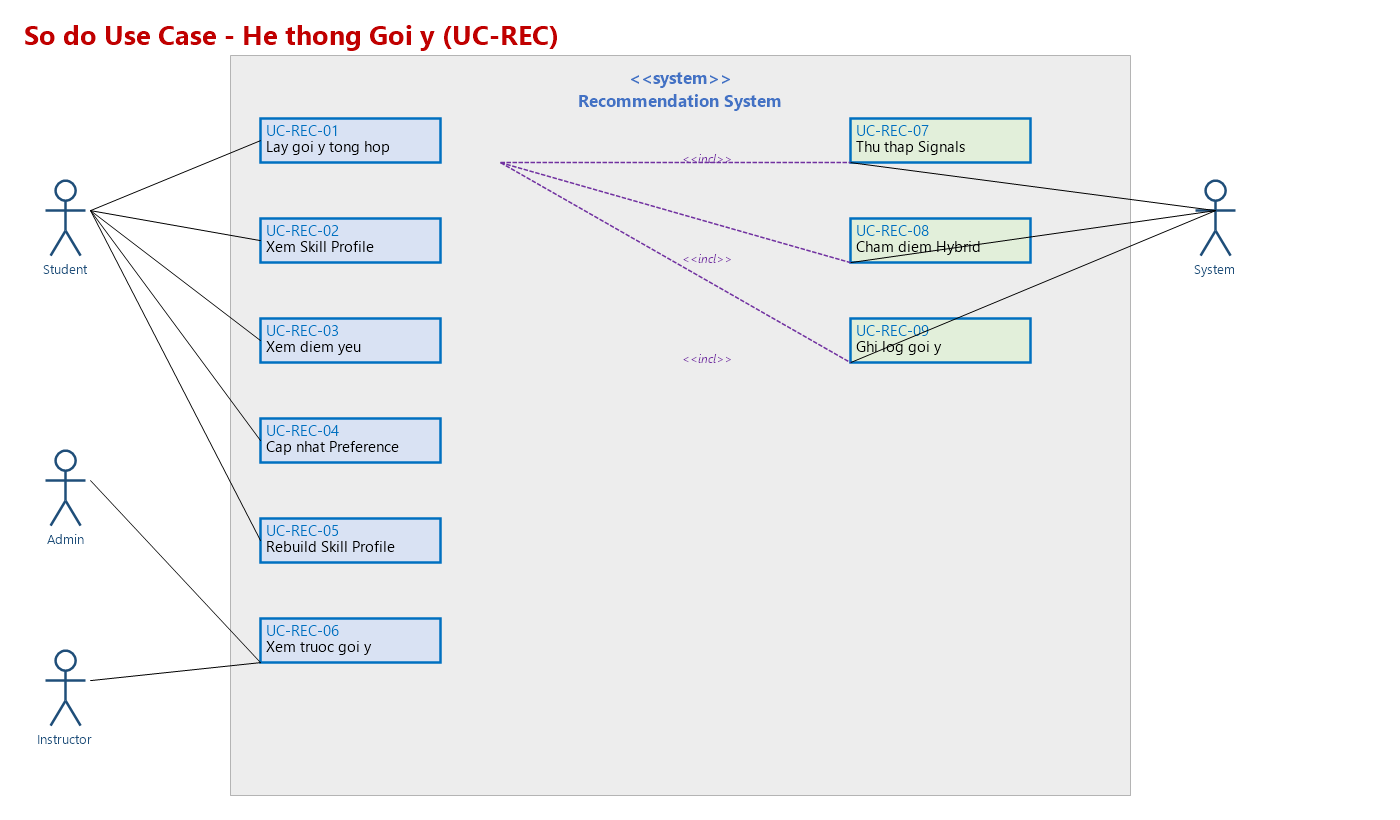 So do Use Case - He thong Goi y (UC-REC)
<<system>>
Recommendation System
UC-REC-01
Lay goi y tong hop
UC-REC-02
Xem Skill Profile
UC-REC-03
Xem diem yeu
UC-REC-04
Cap nhat Preference
UC-REC-05
Rebuild Skill Profile
UC-REC-06
Xem truoc goi y
<<incl>>
<<incl>>
<<incl>>
UC-REC-07
Thu thap Signals
UC-REC-08
Cham diem Hybrid
UC-REC-09
Ghi log goi y
Student
Admin
Instructor
System